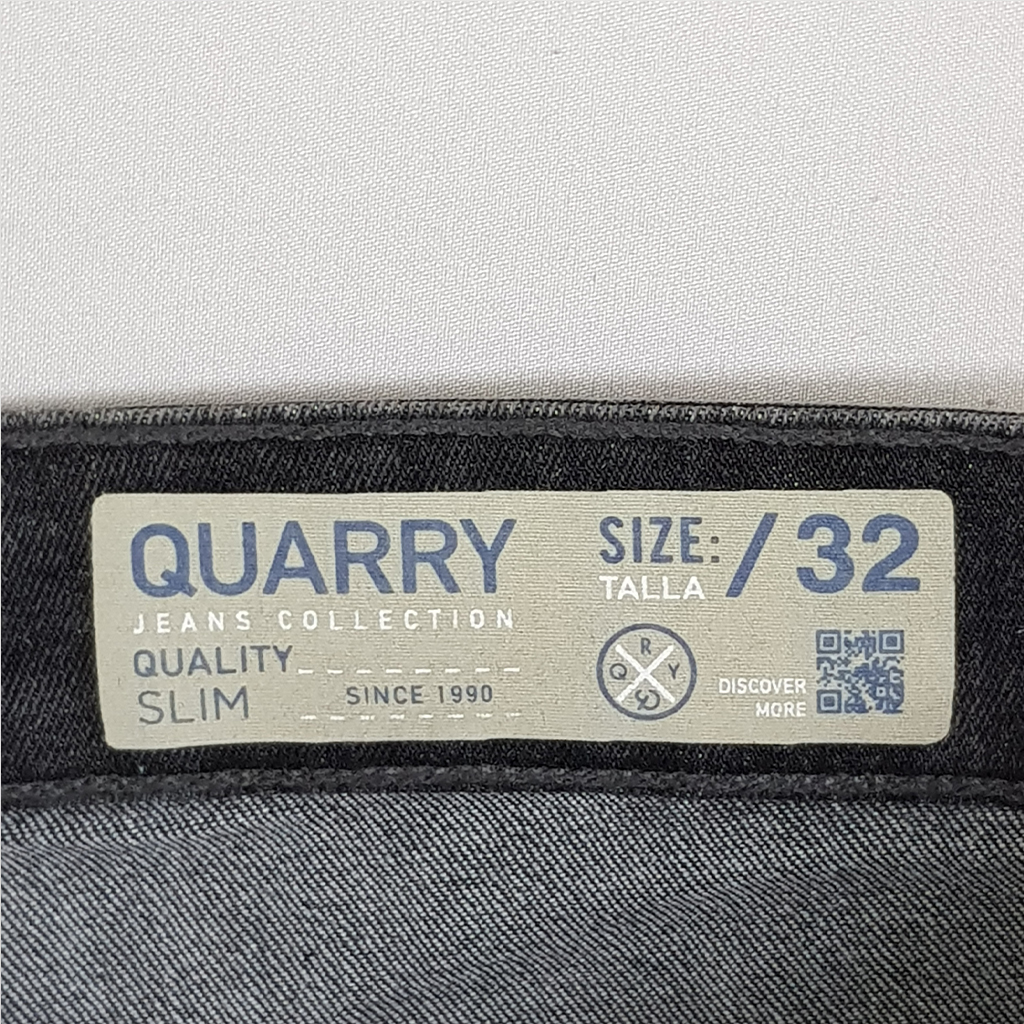 QUARRY
JEANS COLLECTION
QUALITY
SLIM
SINCE 1990
SIZE: / 32
TALLA
R
Q Y
DISCOVER
MORE